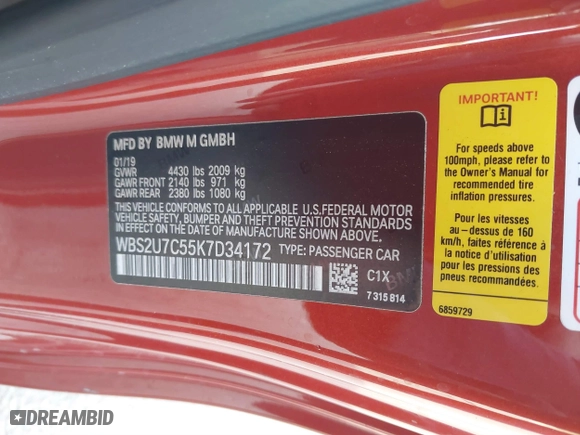 MFD BY BMW M GMBH
01/19
GVWR 4430 lbs 2009 kg
GAWR FRONT 2140 lbs 971 kg
GAWR REAR 2380 lbs 1080 kg
THIS VEHICLE CONFORMS TO ALL APPLICABLE U.S.FEDERAL MOTOR
VEHICLE SAFETY, BUMPER AND THEFT PREVENTION STANDARDS
IN EFFECT ON THE DATE OF MANUFACTURE SHOWN ABOVE.
WBS2U7C55K7D34172 TYPE: PASSENGER CAR
C1X
7 315 814
IMPORTANT!
For speeds above
100mph, please refer to
the Owner's Manual for
recommended tire
inflation pressures.
Pour les vitesses
au-dessus de 160
km/h, faites référence à
la notice d'utilisation
pour les pressions des
pneus recommandées.
6859729
DREAMBID